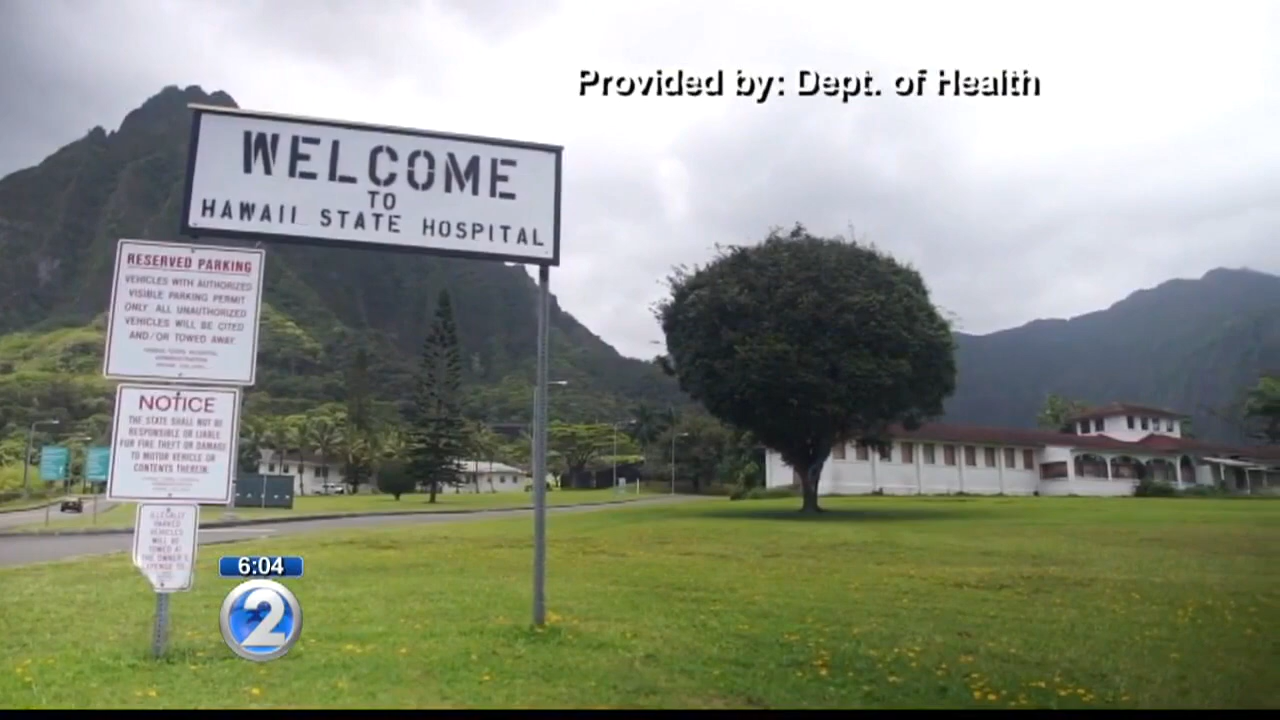 Provided by: Dept. of Health
WELCOME
TO
HAWAII STATE HOSPITAL
RESERVED PARKING
VEHICLES WITH AUTHORIZED
VISIBLE PARKING PERMIT
ONLY ALL UNAUTHORIZED
VEHICLES WILL BE CITED
AND/OR TOWED AWAY
NOTICE
THE STATE SHALL NOT BE
RESPONSIBLE OR LIABLE
FOR FIRE THEFT OR DAMAGE
TO MOTOR VEHICLE OR
CONTENTS THEREIN.
ILLEGALLY
PARKED
VEHICLES
WILL BE
TOWED AT
THE OWNER'S
EXPENSE
6:04
2